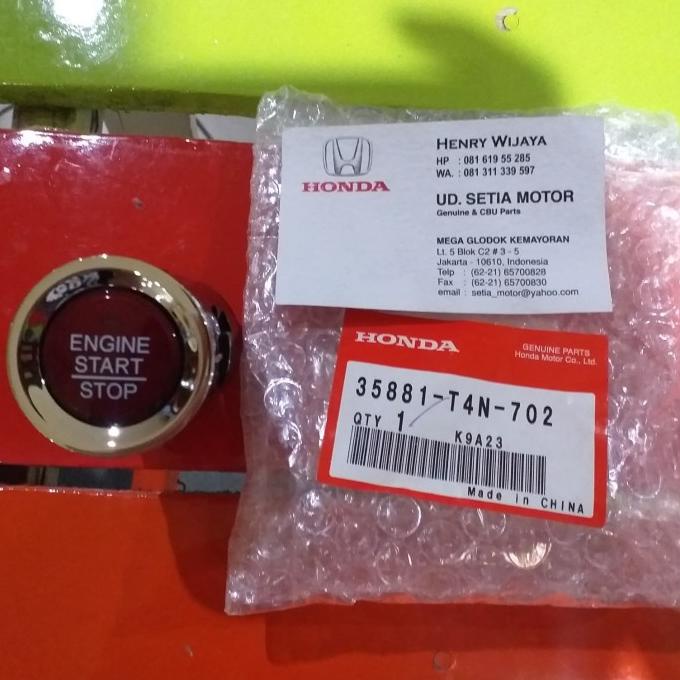 ENGINE
START
STOP
HONDA
HENRY WIJAYA
HP : 081 619 55 285
WA. : 081 311 339 597
UD. SETIA MOTOR
Genuine & CBU Parts
MEGA GLODOK KEMAYORAN
Lt. 5 Blok C2 # 3 - 5
Jakarta - 10610, Indonesia
Telp : (62-21) 65700828
Fax : (62-21) 65700830
email : setia_motor@yahoo.com
HONDA
GENUINE PARTS
Honda Motor Co., Ltd.
35881-T4N-702
QTY 1
K9A23
Made in CHINA